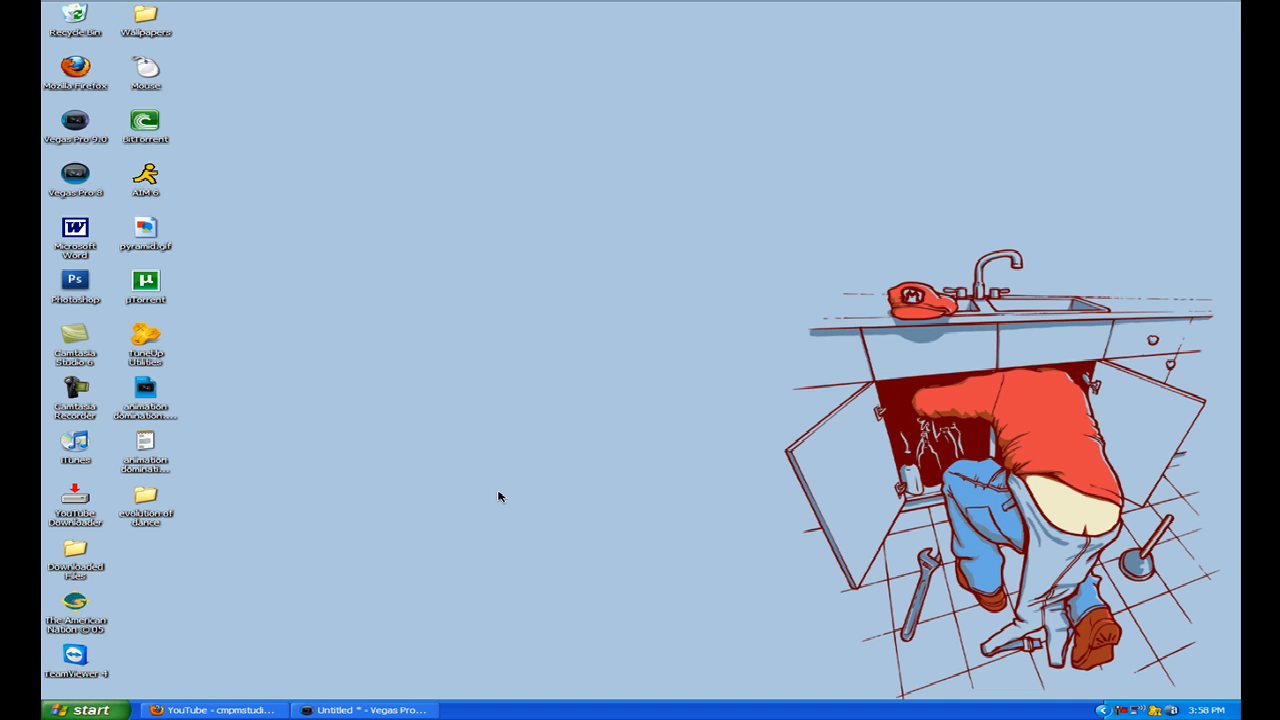 Recycle Bin
Mozilla Firefox
Vegas Pro 9.0
Vegas Pro 8
Microsoft
Word
Ps
Photoshop
Camtasia
Studio 6
Camtasia
Recorder
iTunes
YouTube
Downloader
Downloaded
Files
The American
Nation © 05
TeamViewer 4
Wallpapers
Mouse
BitTorrent
AIM 6
pyramid.gif
µTorrent
TuneUp
Utilities
animation
domination....
animation
dominati...
evolution of
dance
M
start
YouTube - cmpmstudi...
Untitled * - Vegas Pro...
3:58 PM